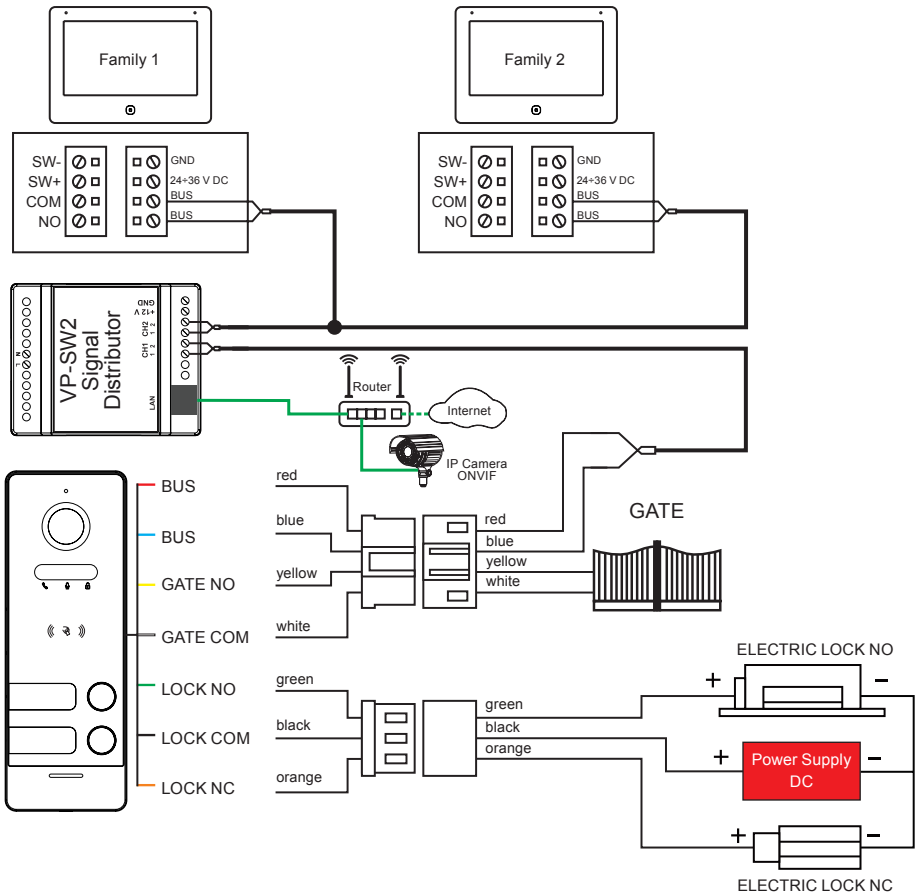 Family 1
Family 2
SW-
SW+
COM
NO
GND
24÷36 V DC
BUS
BUS
SW-
SW+
COM
NO
GND
24÷36 V DC
BUS
BUS
VP-SW2
Signal
Distributor
N
L
GND
+12 V
CH2
1 2
CH1
1 2
LAN
Router
Internet
IP Camera
ONVIF
BUS
BUS
GATE NO
GATE COM
LOCK NO
LOCK COM
LOCK NC
red
blue
yellow
white
green
black
orange
red
blue
yellow
white
GATE
green
black
orange
ELECTRIC LOCK NO
+
-
+
Power Supply
DC
-
+
-
ELECTRIC LOCK NC